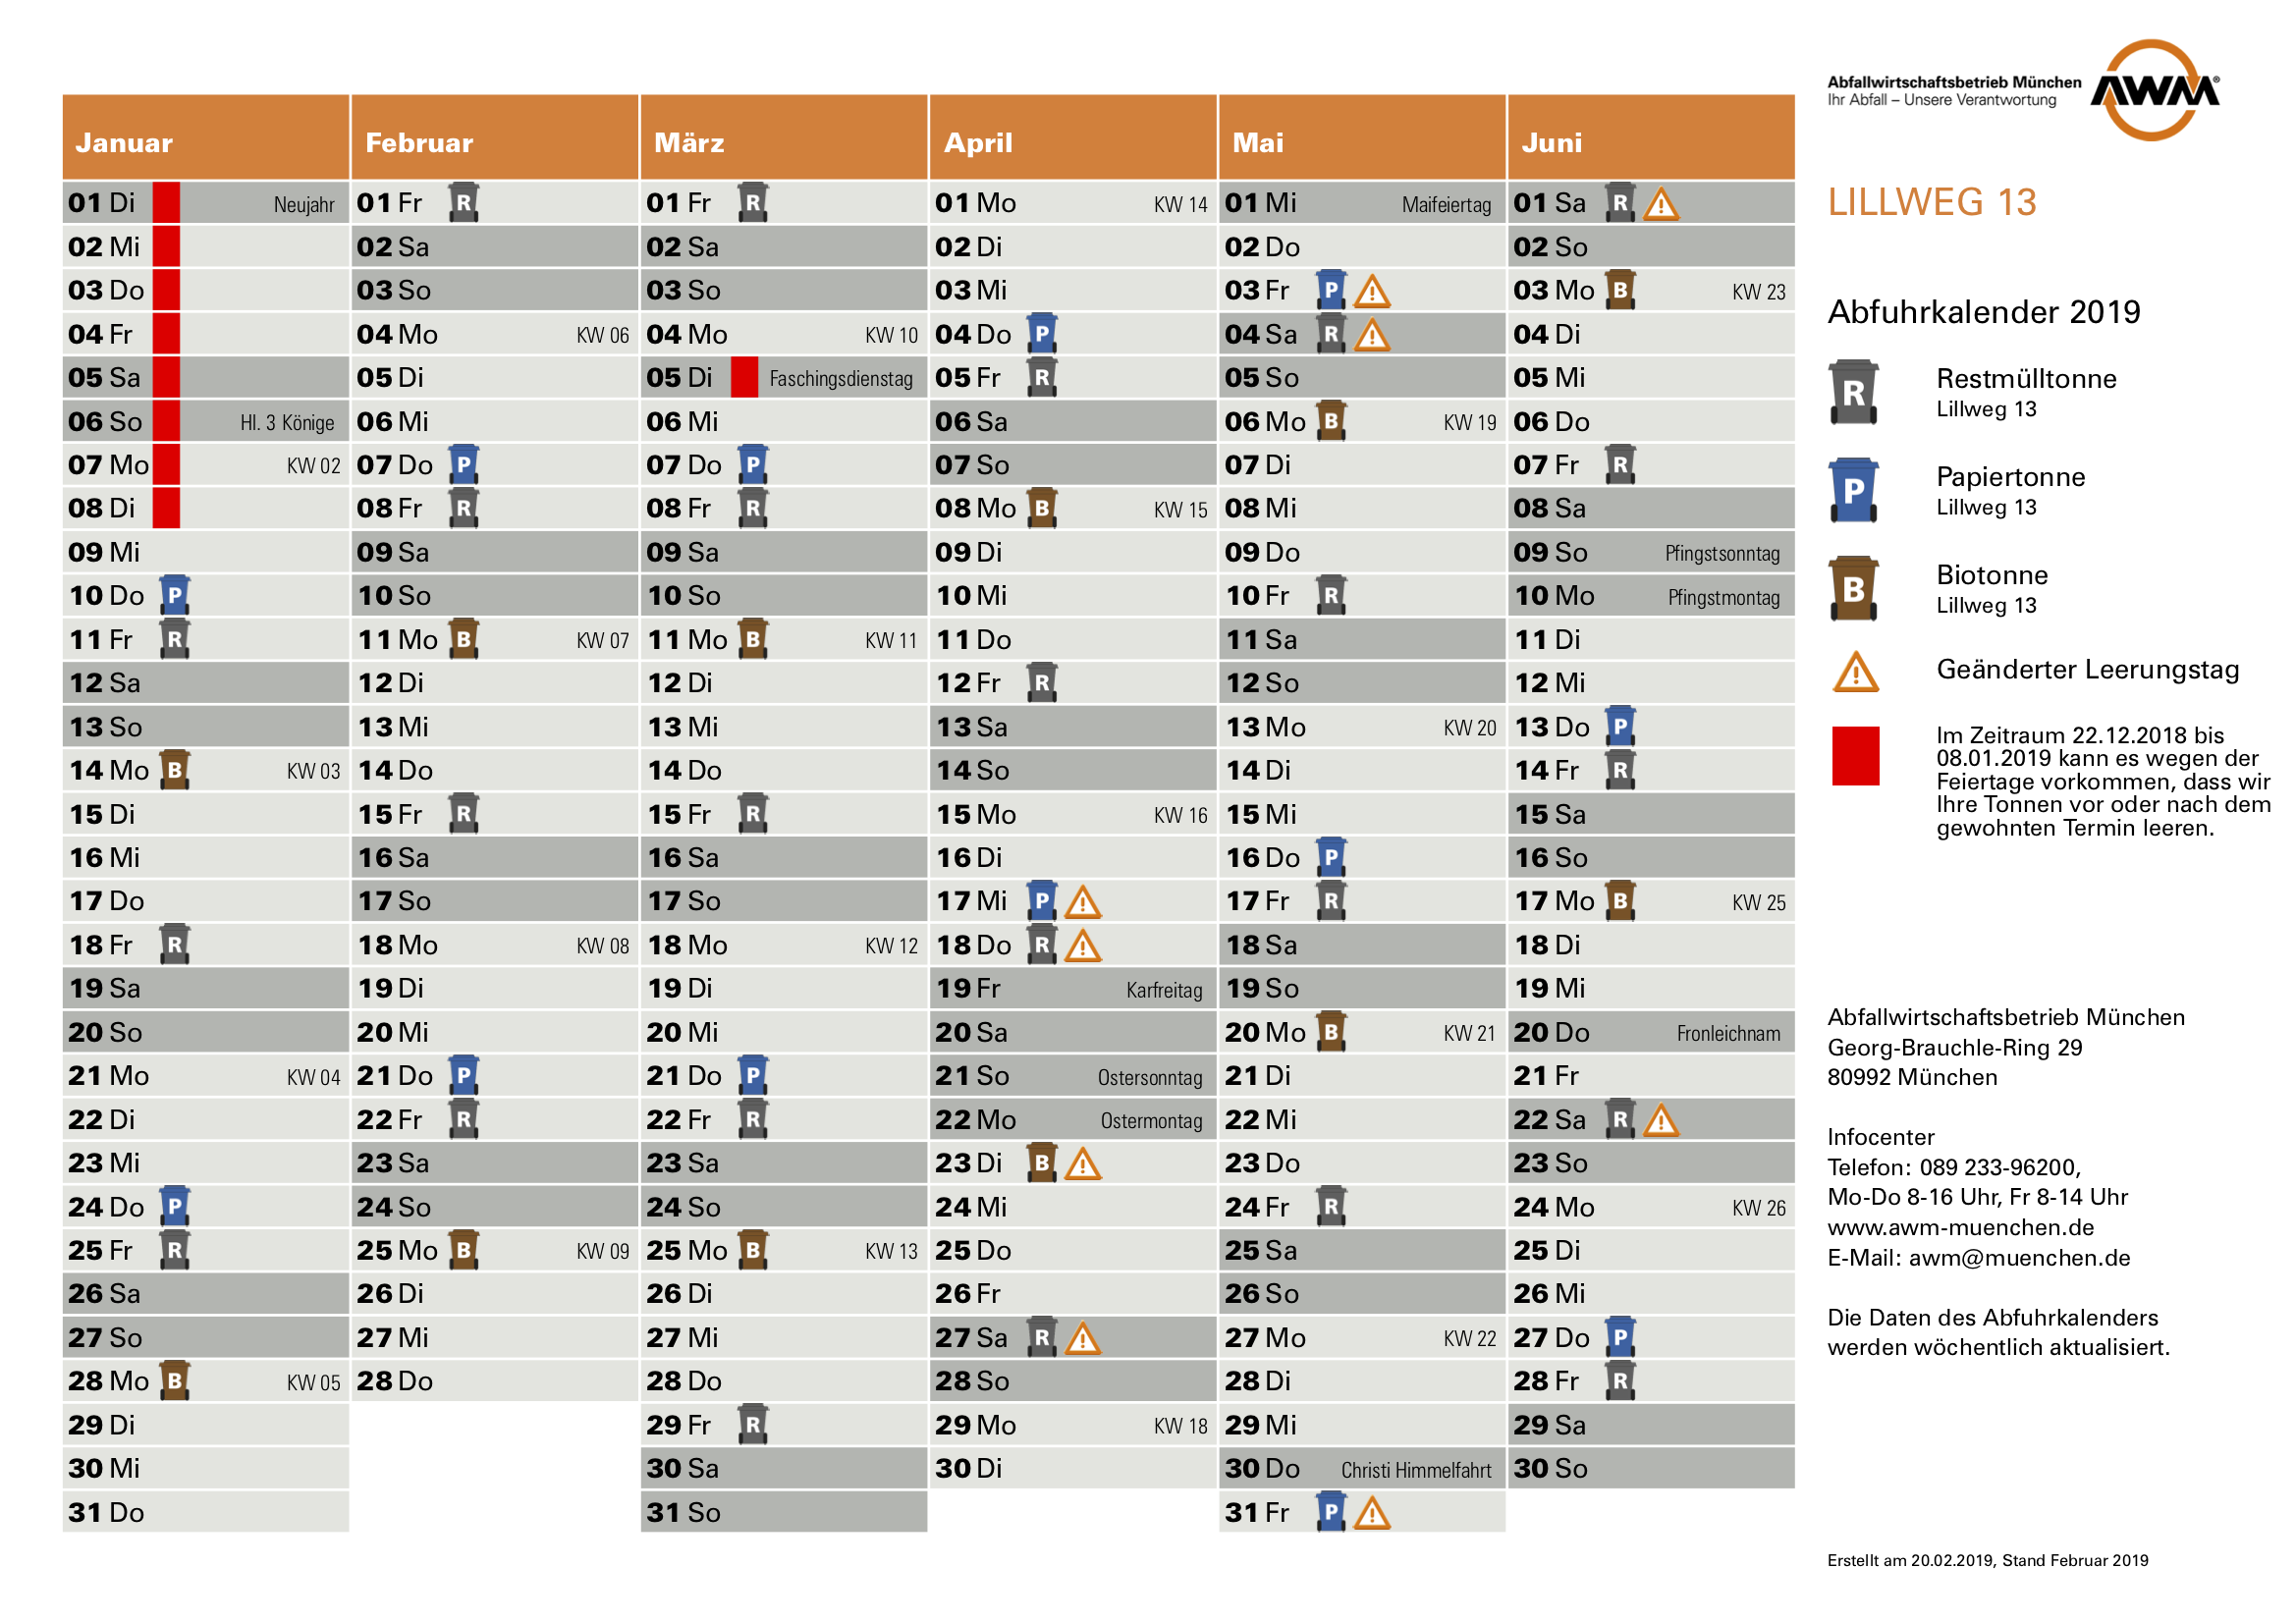 Abfallwirtschaftsbetrieb München
Ihr Abfall – Unsere Verantwortung
AWM®
Januar
01 Di Neujahr
02 Mi
03 Do
04 Fr
05 Sa
06 So Hl. 3 Könige
07 Mo KW 02
08 Di
09 Mi
10 Do P
11 Fr R
12 Sa
13 So
14 Mo B KW 03
15 Di
16 Mi
17 Do
18 Fr R
19 Sa
20 So
21 Mo KW 04
22 Di
23 Mi
24 Do P
25 Fr R
26 Sa
27 So
28 Mo B KW 05
29 Di
30 Mi
31 Do
Februar
01 Fr R
02 Sa
03 So
04 Mo KW 06
05 Di
06 Mi
07 Do P
08 Fr R
09 Sa
10 So
11 Mo B KW 07
12 Di
13 Mi
14 Do
15 Fr R
16 Sa
17 So
18 Mo KW 08
19 Di
20 Mi
21 Do P
22 Fr R
23 Sa
24 So
25 Mo B KW 09
26 Di
27 Mi
28 Do
März
01 Fr R
02 Sa
03 So
04 Mo KW 10
05 Di Faschingsdienstag
06 Mi
07 Do P
08 Fr R
09 Sa
10 So
11 Mo B KW 11
12 Di
13 Mi
14 Do
15 Fr R
16 Sa
17 So
18 Mo KW 12
19 Di
20 Mi
21 Do P
22 Fr R
23 Sa
24 So
25 Mo B KW 13
26 Di
27 Mi
28 Do
29 Fr R
30 Sa
31 So
April
01 Mo KW 14
02 Di
03 Mi
04 Do P
05 Fr R
06 Sa
07 So
08 Mo B KW 15
09 Di
10 Mi
11 Do
12 Fr R
13 Sa
14 So
15 Mo KW 16
16 Di
17 Mi P !
18 Do R !
19 Fr Karfreitag
20 Sa
21 So Ostersonntag
22 Mo Ostermontag
23 Di B !
24 Mi
25 Do
26 Fr
27 Sa R !
28 So
29 Mo KW 18
30 Di
Mai
01 Mi Maifeiertag
02 Do
03 Fr P !
04 Sa R !
05 So
06 Mo B KW 19
07 Di
08 Mi
09 Do
10 Fr R
11 Sa
12 So
13 Mo KW 20
14 Di
15 Mi
16 Do P
17 Fr R
18 Sa
19 So
20 Mo B KW 21
21 Di
22 Mi
23 Do
24 Fr R
25 Sa
26 So
27 Mo KW 22
28 Di
29 Mi
30 Do Christi Himmelfahrt
31 Fr P !
Juni
01 Sa R !
02 So
03 Mo B KW 23
04 Di
05 Mi
06 Do
07 Fr R
08 Sa
09 So Pfingstsonntag
10 Mo Pfingstmontag
11 Di
12 Mi
13 Do P
14 Fr R
15 Sa
16 So
17 Mo B KW 25
18 Di
19 Mi
20 Do Fronleichnam
21 Fr
22 Sa R !
23 So
24 Mo KW 26
25 Di
26 Mi
27 Do P
28 Fr R
29 Sa
30 So
LILLWEG 13
Abfuhrkalender 2019
R Restmülltonne
Lillweg 13
P Papiertonne
Lillweg 13
B Biotonne
Lillweg 13
! Geänderter Leerungstag
Im Zeitraum 22.12.2018 bis
08.01.2019 kann es wegen der
Feiertage vorkommen, dass wir
Ihre Tonnen vor oder nach dem
gewohnten Termin leeren.
Abfallwirtschaftsbetrieb München
Georg-Brauchle-Ring 29
80992 München
Infocenter
Telefon: 089 233-96200,
Mo-Do 8-16 Uhr, Fr 8-14 Uhr
www.awm-muenchen.de
E-Mail: awm@muenchen.de
Die Daten des Abfuhrkalenders
werden wöchentlich aktualisiert.
Erstellt am 20.02.2019, Stand Februar 2019